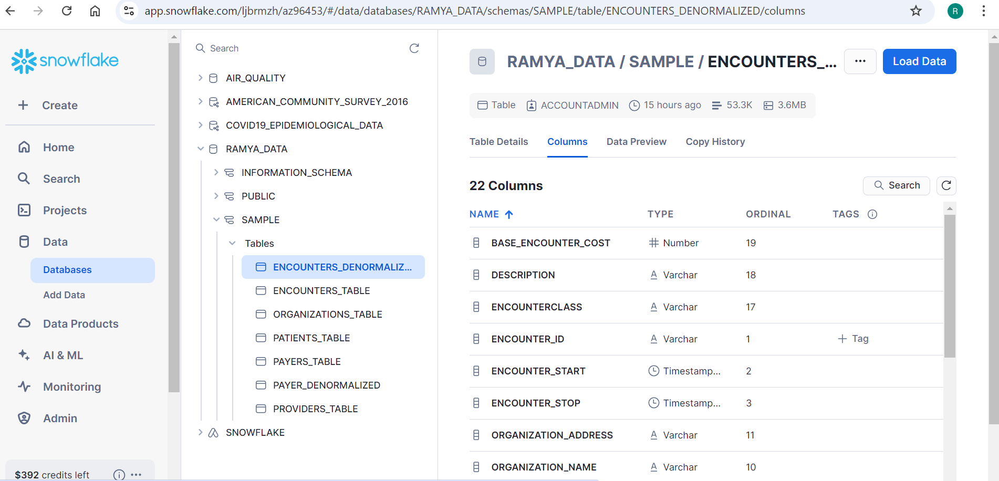 app.snowflake.com/ljbrmzh/az96453/#/data/databases/RAMYA_DATA/schemas/SAMPLE/table/ENCOUNTERS_DENORMALIZED/columns
R
snowflake
Create
Home
Search
Projects
Data
Databases
Add Data
Data Products
AI & ML
Monitoring
Admin
$392 credits left
Search
AIR_QUALITY
AMERICAN_COMMUNITY_SURVEY_2016
COVID19_EPIDEMIOLOGICAL_DATA
RAMYA_DATA
INFORMATION_SCHEMA
PUBLIC
SAMPLE
Tables
ENCOUNTERS_DENORMALIZ...
ENCOUNTERS_TABLE
ORGANIZATIONS_TABLE
PATIENTS_TABLE
PAYERS_TABLE
PAYER_DENORMALIZED
PROVIDERS_TABLE
SNOWFLAKE
RAMYA_DATA / SAMPLE / ENCOUNTERS_...
Load Data
Table ACCOUNTADMIN 15 hours ago 53.3K 3.6MB
Table Details Columns Data Preview Copy History
22 Columns
Search
NAME TYPE ORDINAL TAGS
BASE_ENCOUNTER_COST Number 19
DESCRIPTION Varchar 18
ENCOUNTERCLASS Varchar 17
ENCOUNTER_ID Varchar 1 + Tag
ENCOUNTER_START Timestamp... 2
ENCOUNTER_STOP Timestamp... 3
ORGANIZATION_ADDRESS Varchar 11
ORGANIZATION_NAME Varchar 10